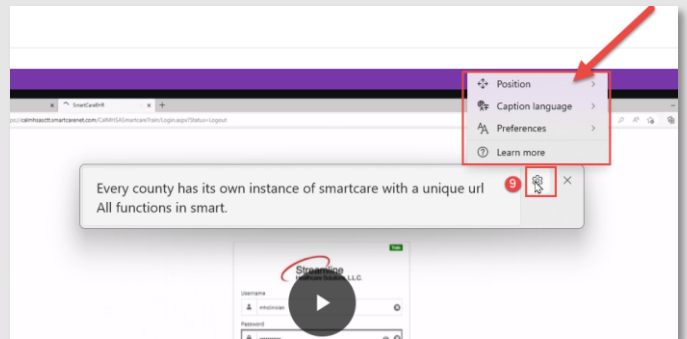 Position
SmartCareEHR
Caption language
Preferences
Learn more
Every county has its own instance of smartcare with a unique url
All functions in smart.
9
Train
Streamline
Healthcare Solutions, L.L.C.
Username
Password